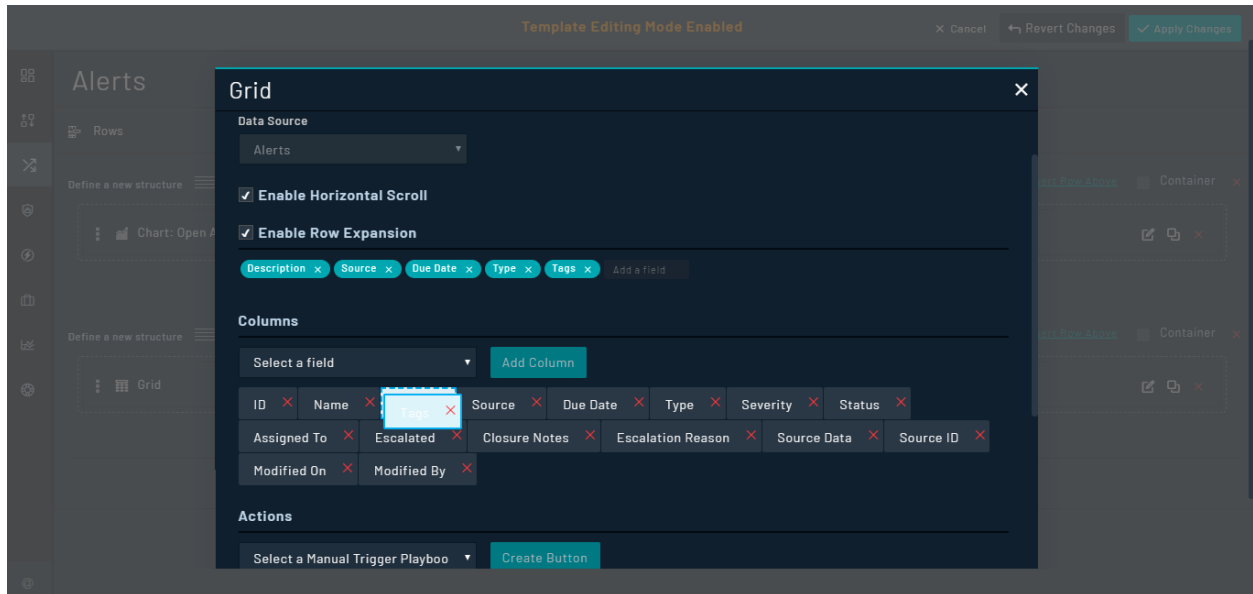 Template Editing Mode Enabled
× Cancel
Revert Changes
Apply Changes
Alerts
Grid
Rows
Data Source
Alerts
Define a new structure
Row Above
Container
Enable Horizontal Scroll
Chart: Open
Enable Row Expansion
Description × Source × Due Date × Type × Tags × Add a field
Columns
Define a new structure
Row Above
Container
Select a field
Add Column
Grid
ID Name Tags Source Due Date Type Severity Status
Assigned To Escalated Closure Notes Escalation Reason Source Data Source ID
Modified On Modified By
Actions
Select a Manual Trigger Playboo
Create Button